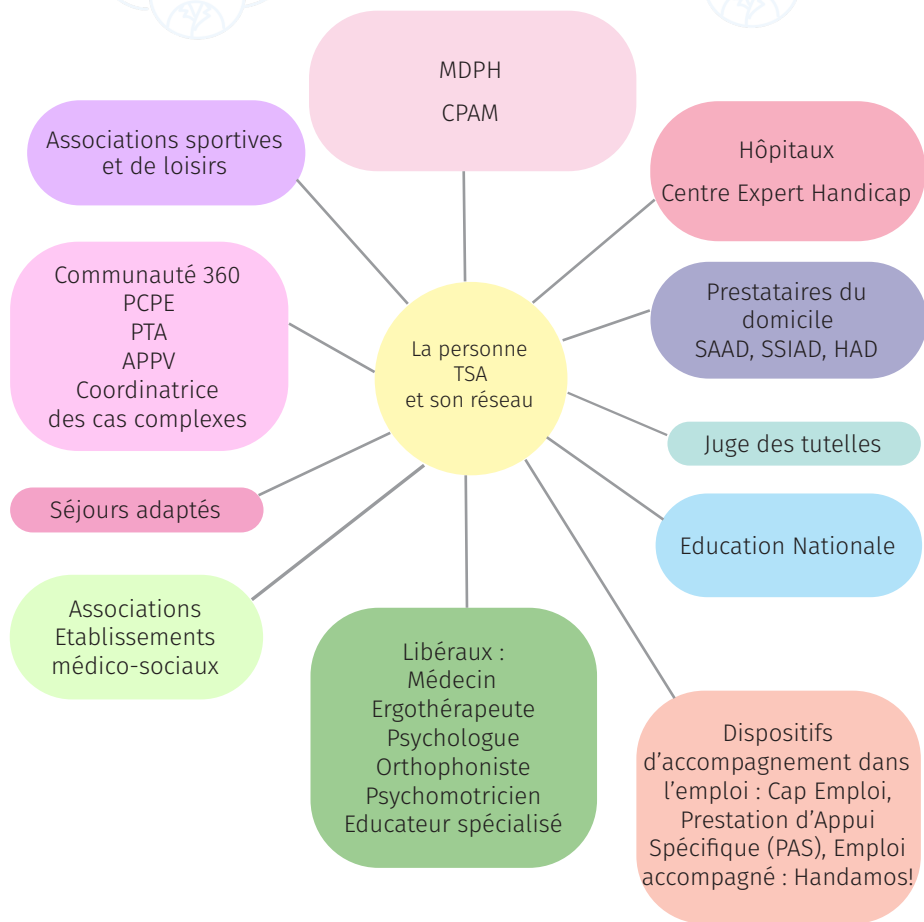 MDPH
CPAM
Associations sportives
et de loisirs
Hôpitaux
Centre Expert Handicap
Communauté 360
PCPE
PTA
APPV
Coordinatrice
des cas complexes
Prestataires du
domicile
SAAD, SSIAD, HAD
La personne
TSA
et son réseau
Juge des tutelles
Séjours adaptés
Education Nationale
Associations
Etablissements
médico-sociaux
Libéraux :
Médecin
Ergothérapeute
Psychologue
Orthophoniste
Psychomotricien
Educateur spécialisé
Dispositifs
d’accompagnement dans
l’emploi : Cap Emploi,
Prestation d’Appui
Spécifique (PAS), Emploi
accompagné : Handamos!